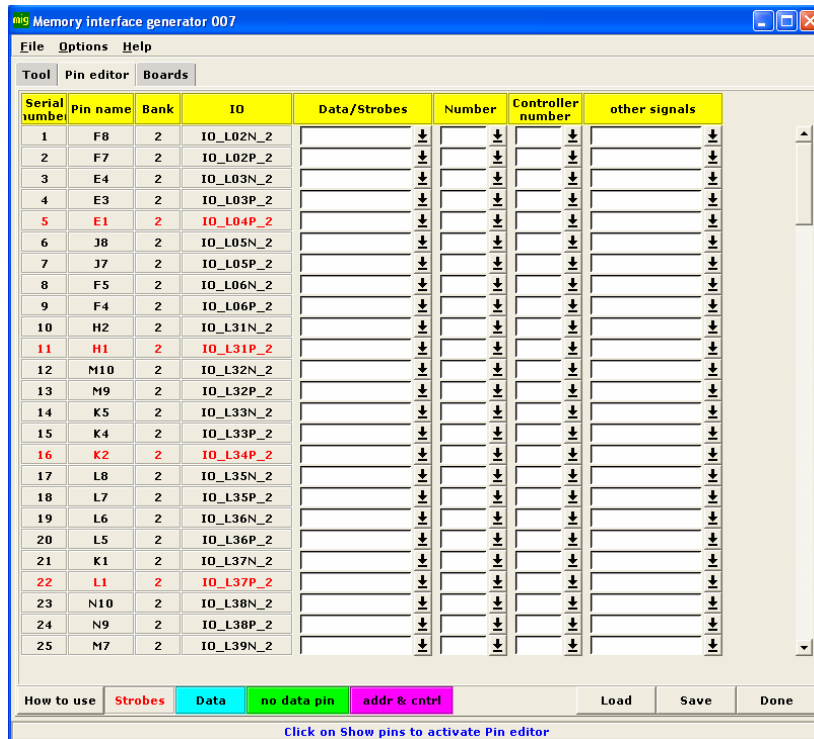 mig Memory interface generator 007
File Options Help
Tool Pin editor Boards
Serial number Pin name Bank IO Data/Strobes Number Controller number other signals
1 F8 2 IO_L02N_2
2 F7 2 IO_L02P_2
3 E4 2 IO_L03N_2
4 E3 2 IO_L03P_2
5 E1 2 IO_L04P_2
6 J8 2 IO_L05N_2
7 J7 2 IO_L05P_2
8 F5 2 IO_L06N_2
9 F4 2 IO_L06P_2
10 H2 2 IO_L31N_2
11 H1 2 IO_L31P_2
12 M10 2 IO_L32N_2
13 M9 2 IO_L32P_2
14 K5 2 IO_L33N_2
15 K4 2 IO_L33P_2
16 K2 2 IO_L34P_2
17 L8 2 IO_L35N_2
18 L7 2 IO_L35P_2
19 L6 2 IO_L36N_2
20 L5 2 IO_L36P_2
21 K1 2 IO_L37N_2
22 L1 2 IO_L37P_2
23 N10 2 IO_L38N_2
24 N9 2 IO_L38P_2
25 M7 2 IO_L39N_2
How to use Strobes Data no data pin addr & cntrl Load Save Done
Click on Show pins to activate Pin editor